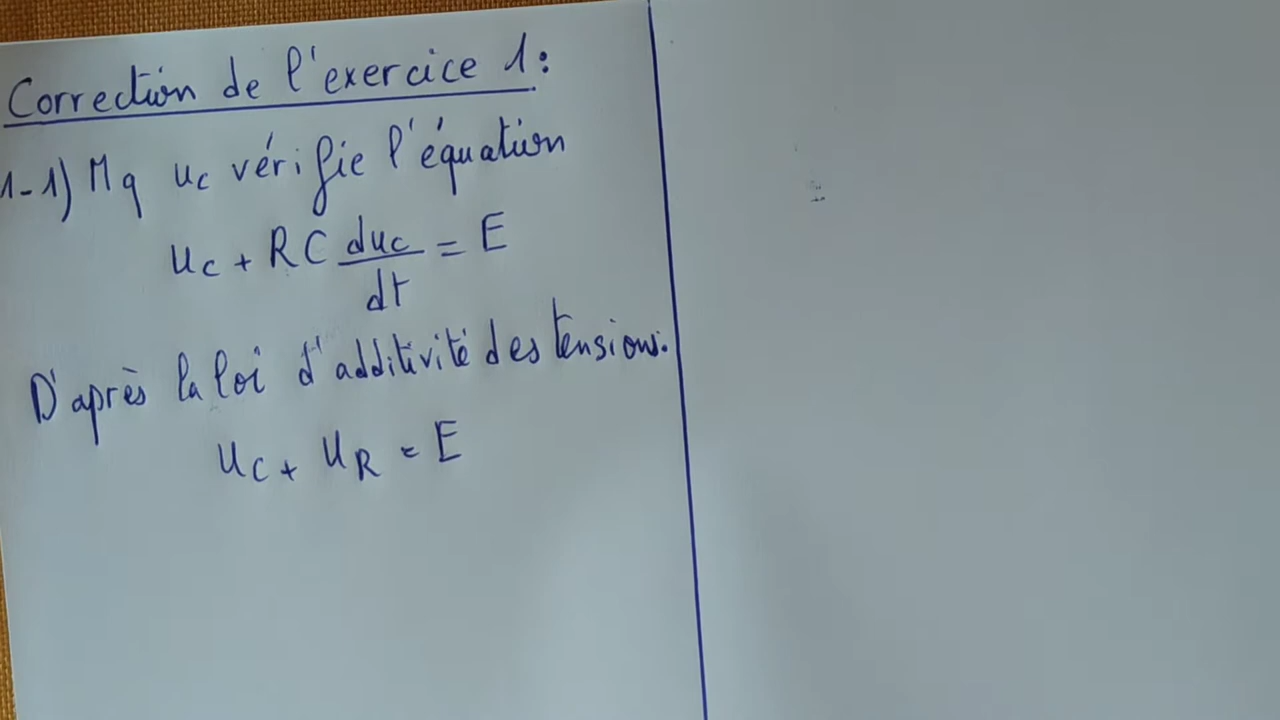 Correction de l'exercice 1:
1-1) Mq uc vérifie l'équation
uc + RC duc/dt = E
D'après la loi d'additivité des tensions.
uC + uR = E